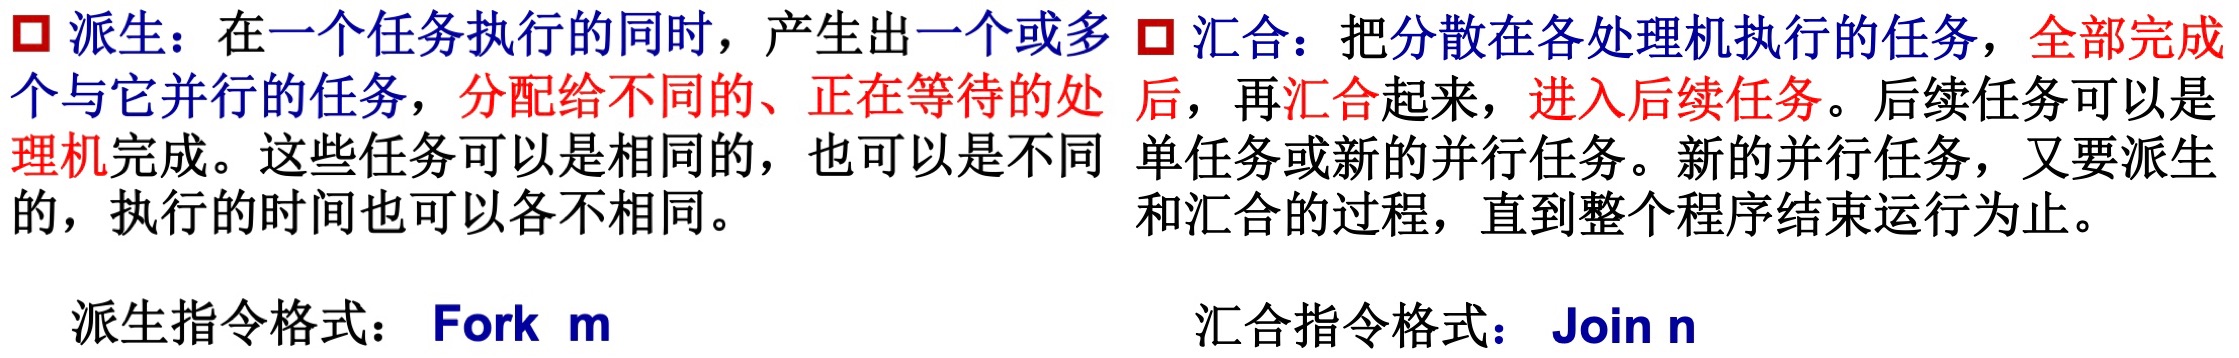 派生：在一个任务执行的同时，产生出一个或多
个与它并行的任务，分配给不同的、正在等待的处
理机完成。这些任务可以是相同的，也可以是不同
的，执行的时间也可以各不相同。
派生指令格式： Fork m
汇合：把分散在各处理机执行的任务，全部完成
后，再汇合起来，进入后续任务。后续任务可以是
单任务或新的并行任务。新的并行任务，又要派生
和汇合的过程，直到整个程序结束运行为止。
汇合指令格式： Join n